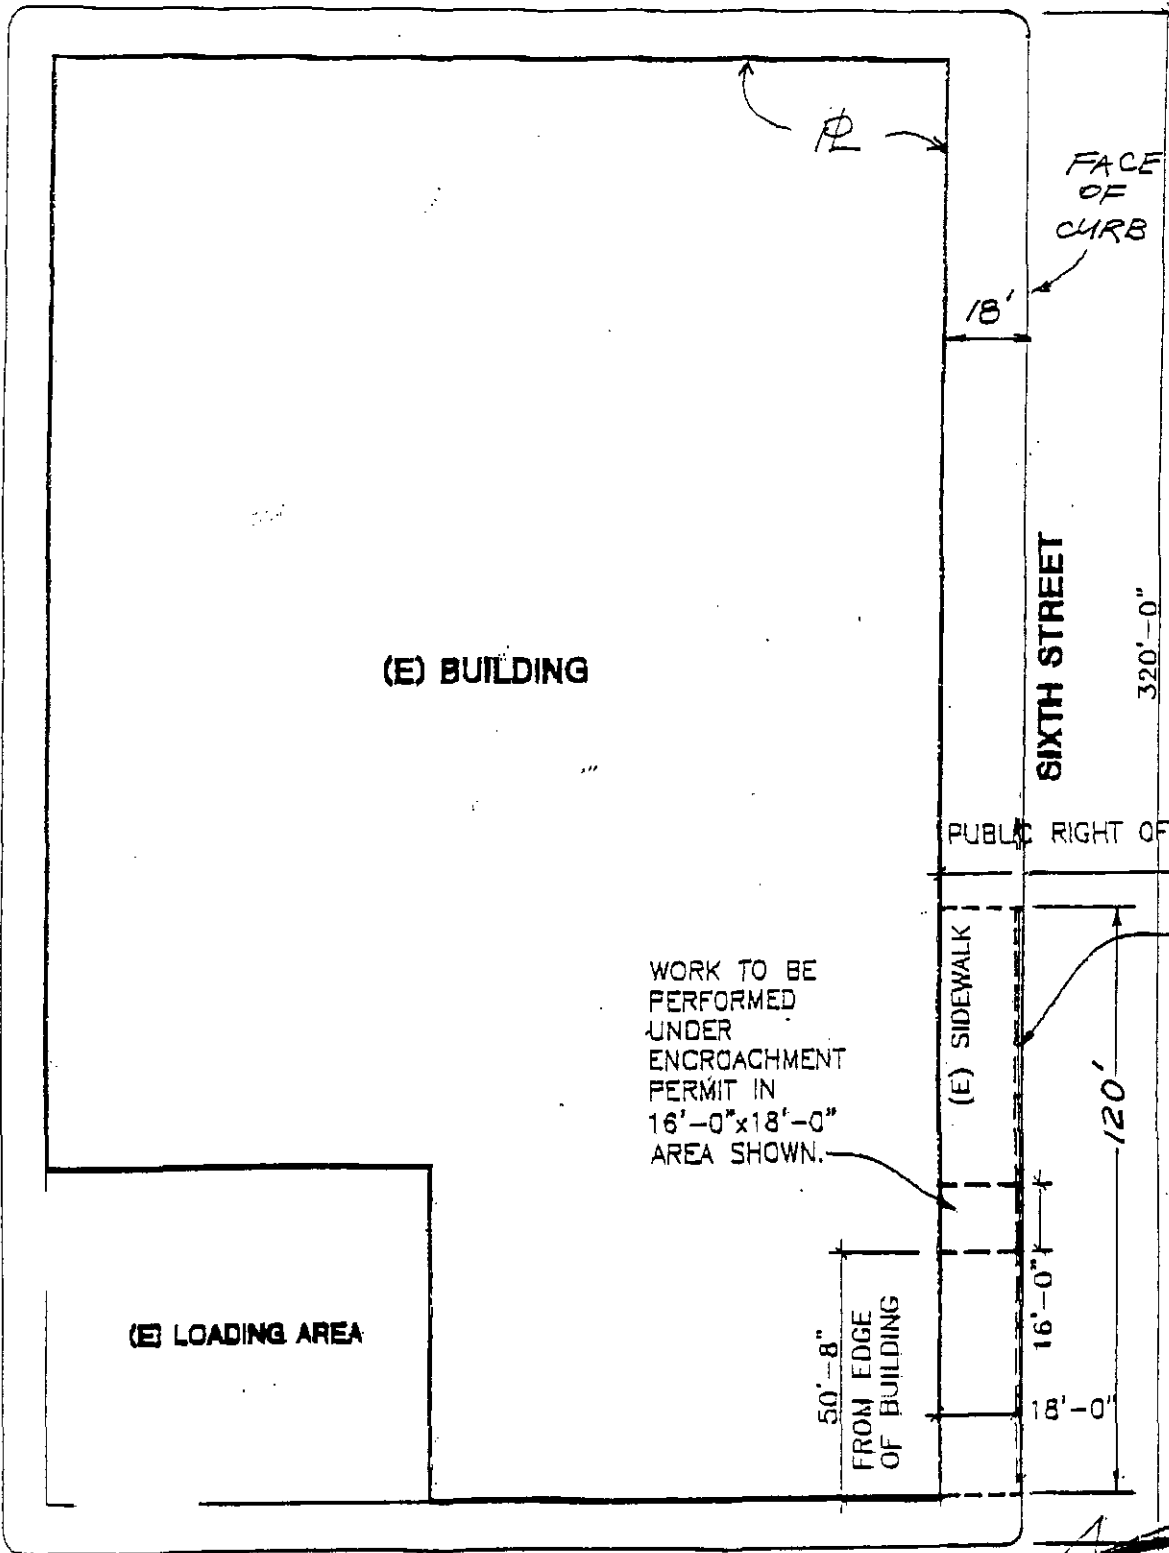 PL
FACE
OF
CURB
18'
SIXTH STREET
320'-0"
(E) BUILDING
PUBLIC RIGHT OF
(E) SIDEWALK
WORK TO BE
PERFORMED
UNDER
ENCROACHMENT
PERMIT IN
16'-0"x18'-0"
AREA SHOWN.
120'
16'-0"
18'-0"
50'-8"
FROM EDGE
OF BUILDING
(E) LOADING AREA